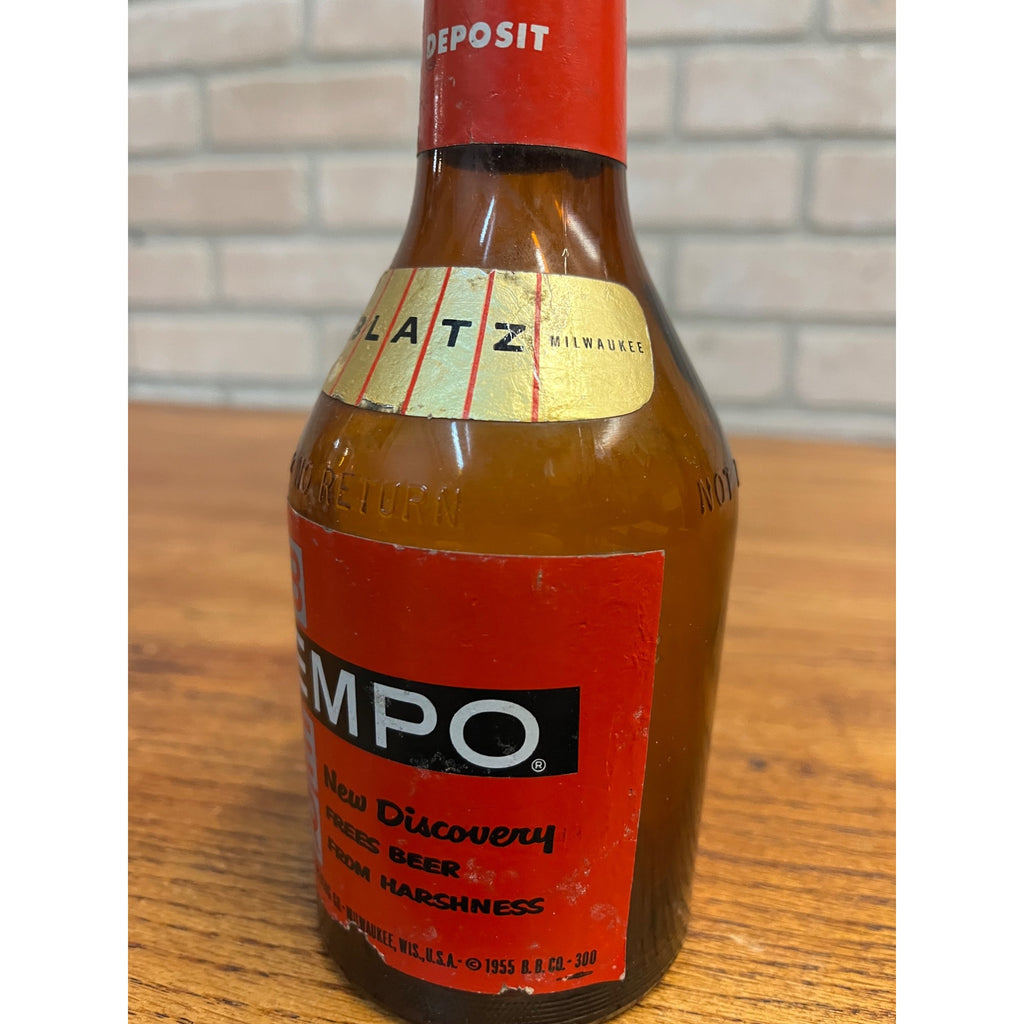 DEPOSIT
BLATZ MILWAUKEE
NO RETURN
NOT
B
EMPO®
New Discovery
FREES BEER
FROM HARSHNESS
MILWAUKEE, WIS., U.S.A. - © 1955 B. B. CO. - 300